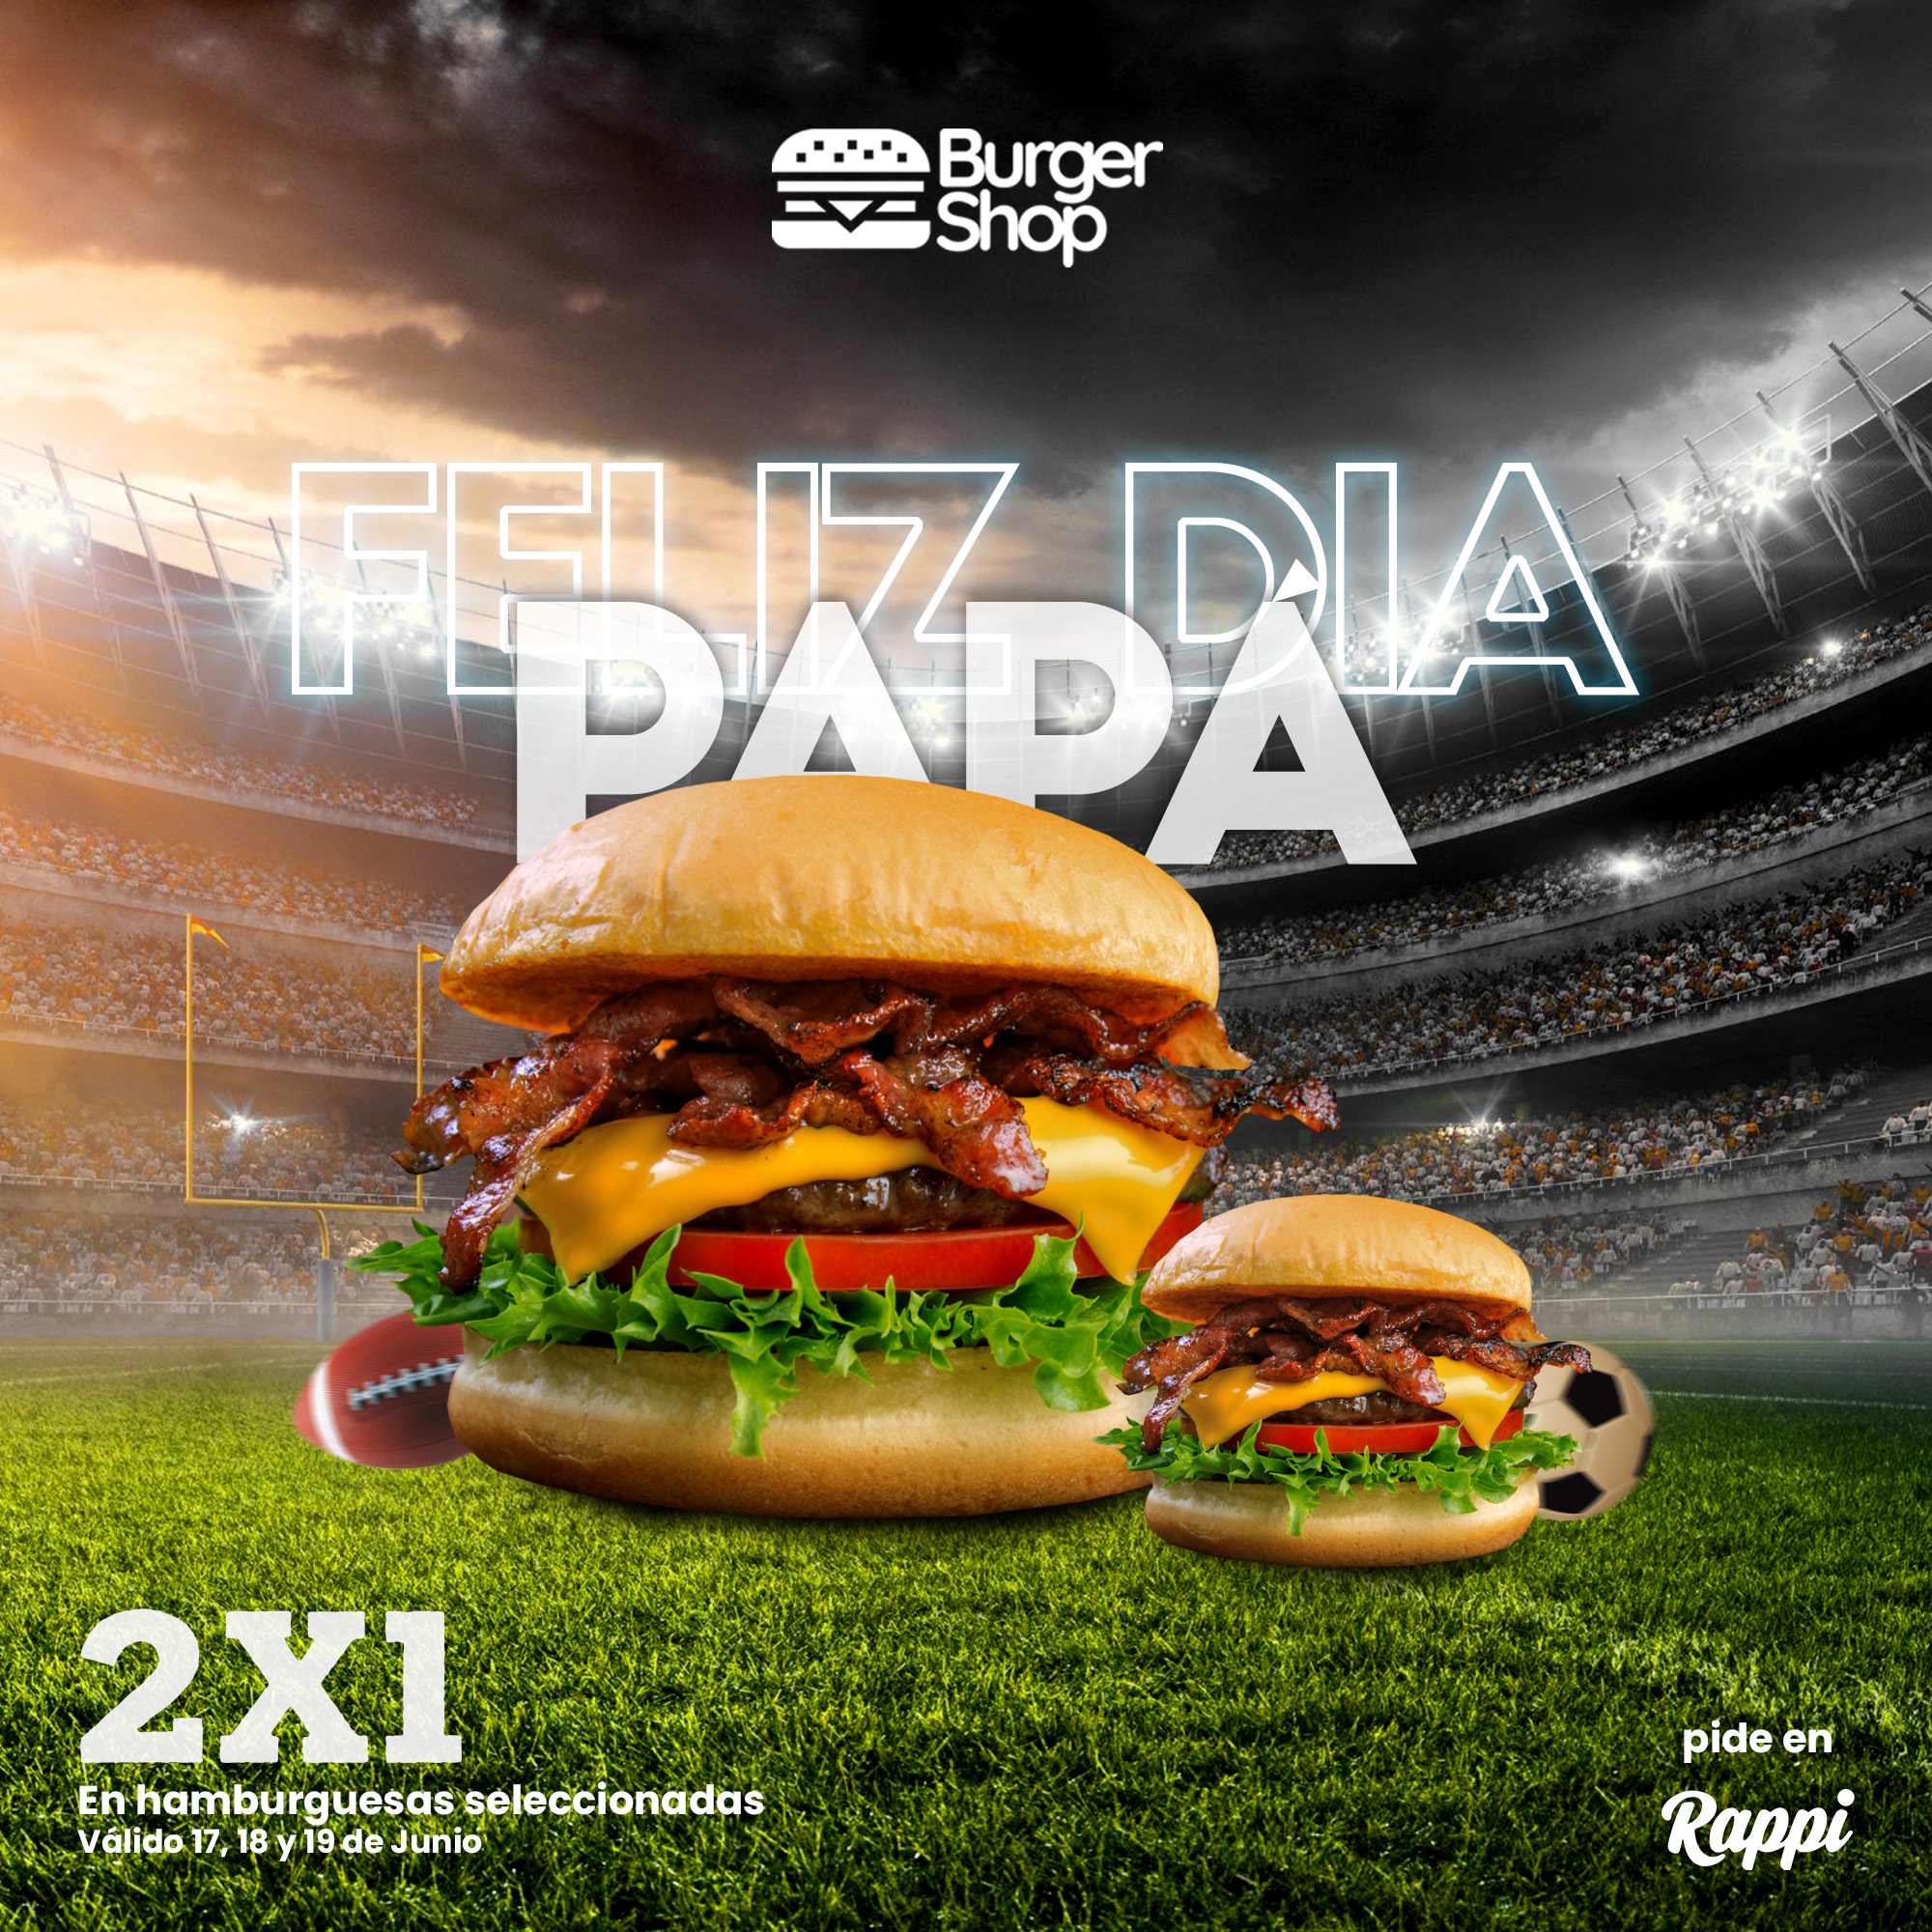 Burger
Shop
FELIZ DIA
PAPÁ
2X1
En hamburguesas seleccionadas
Válido 17, 18 y 19 de Junio
pide en
Rappi